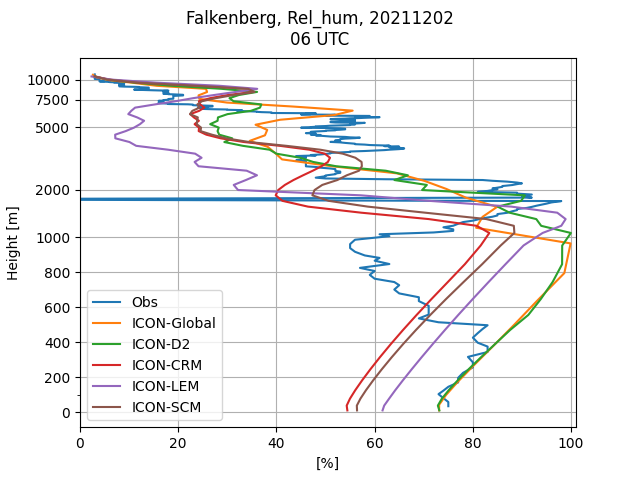 Falkenberg, Rel_hum, 20211202
06 UTC
10000
7500
5000
2000
1000
800
600
400
200
0
Height [m]
Obs
ICON-Global
ICON-D2
ICON-CRM
ICON-LEM
ICON-SCM
0 20 40 60 80 100
[%]